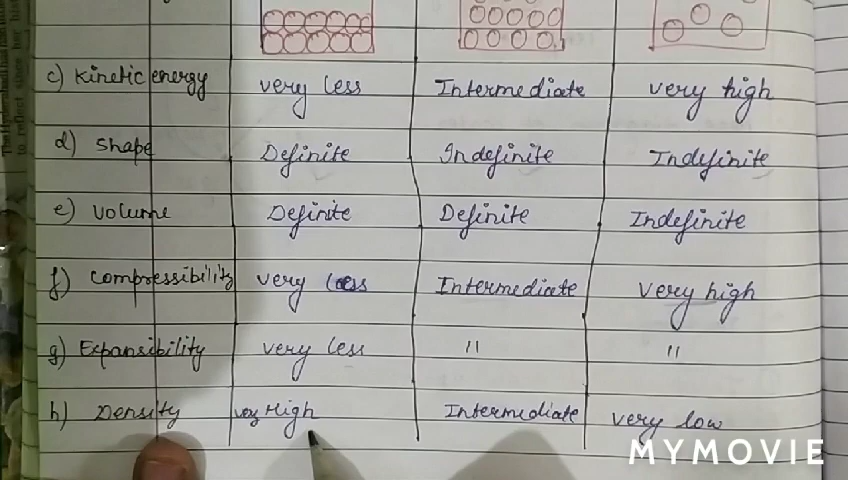 c) Kinetic energy very less Intermediate very high
d) Shape Definite Indefinite Indefinite
e) Volume Definite Definite Indefinite
f) Compressibility very less Intermediate very high
g) Expansibility very less " "
h) Density very High Intermediate very low
MYMOVIE